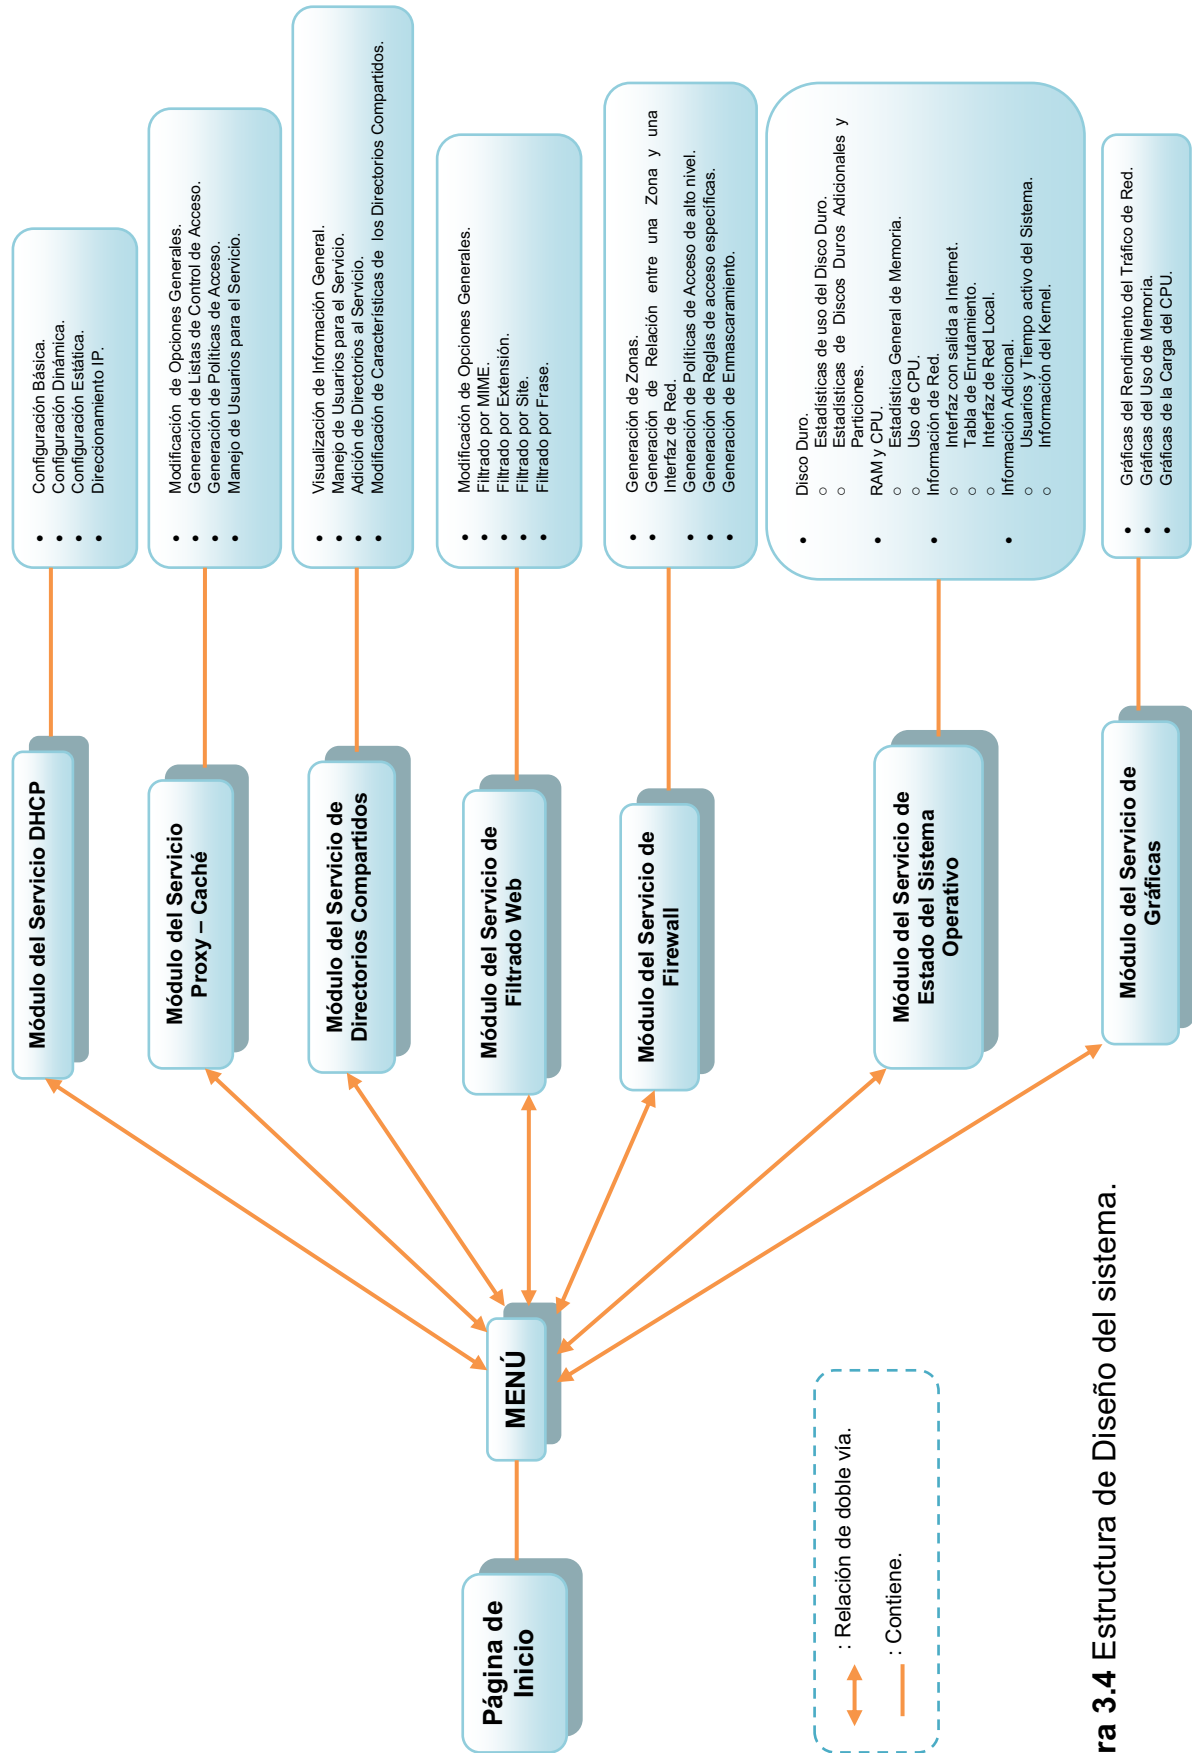 Página de
Inicio
MENÚ
Módulo del Servicio DHCP
Configuración Básica.
Configuración Dinámica.
Configuración Estática.
Direccionamiento IP.
Módulo del Servicio
Proxy – Caché
Modificación de Opciones Generales.
Generación de Listas de Control de Acceso.
Generación de Políticas de Acceso.
Manejo de Usuarios para el Servicio.
Módulo del Servicio de
Directorios Compartidos
Visualización de Información General.
Manejo de Usuarios para el Servicio.
Adición de Directorios al Servicio.
Modificación de Características de los Directorios Compartidos.
Módulo del Servicio de
Filtrado Web
Modificación de Opciones Generales.
Filtrado por MIME.
Filtrado por Extensión.
Filtrado por Site.
Filtrado por Frase.
Módulo del Servicio de
Firewall
Generación de Zonas.
Generación de Relación entre una Zona y una
Interfaz de Red.
Generación de Políticas de Acceso de alto nivel.
Generación de Reglas de acceso específicas.
Generación de Enmascaramiento.
Módulo del Servicio de
Estado del Sistema
Operativo
Disco Duro.
Estadísticas de uso del Disco Duro.
Estadísticas de Discos Duros Adicionales y
Particiones.
RAM y CPU.
Estadística General de Memoria.
Uso de CPU.
Información de Red.
Interfaz con salida a Internet.
Tabla de Enrutamiento.
Interfaz de Red Local.
Información Adicional.
Usuarios y Tiempo activo del Sistema.
Información del Kernel.
Módulo del Servicio de
Gráficas
Gráficas del Rendimiento del Tráfico de Red.
Gráficas del Uso de Memoria.
Gráficas de la Carga del CPU.
: Relación de doble vía.
: Contiene.
ra 3.4 Estructura de Diseño del sistema.